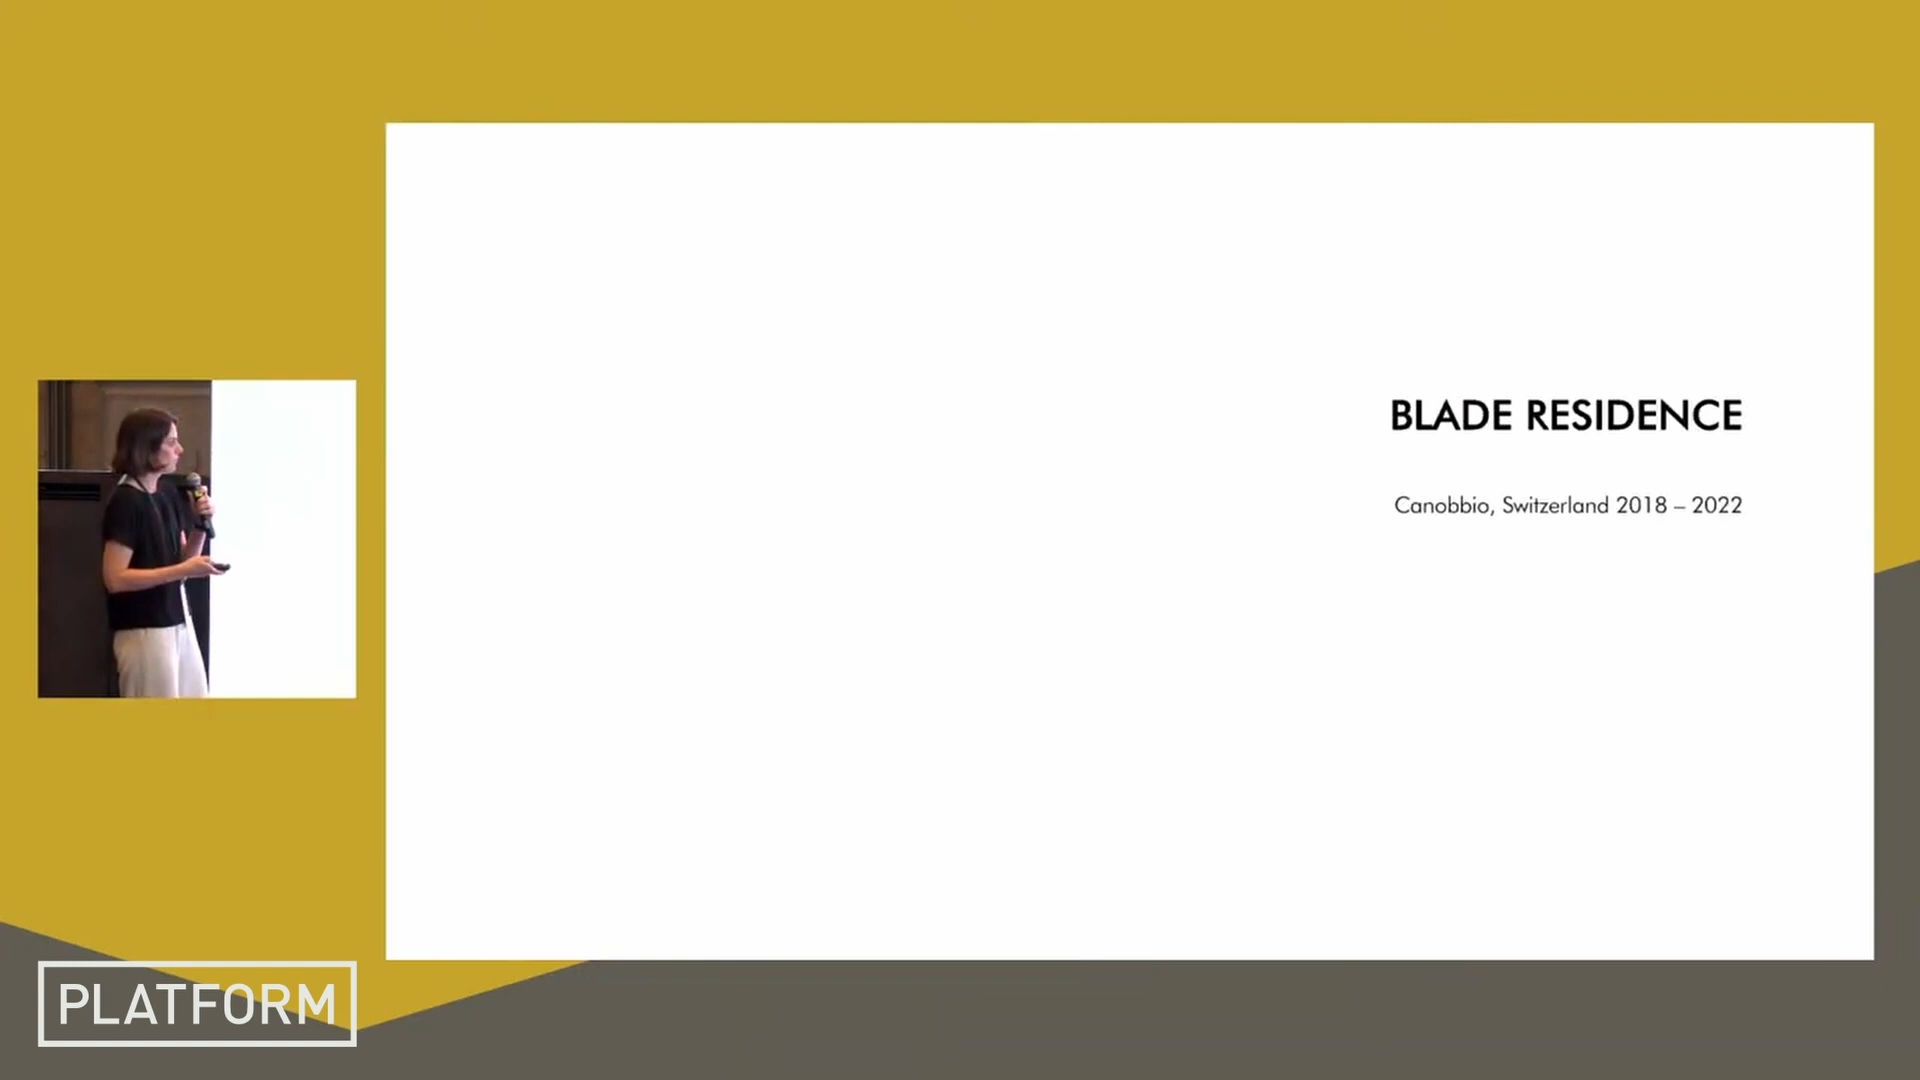 BLADE RESIDENCE
Canobbio, Switzerland 2018 – 2022
PLATFORM